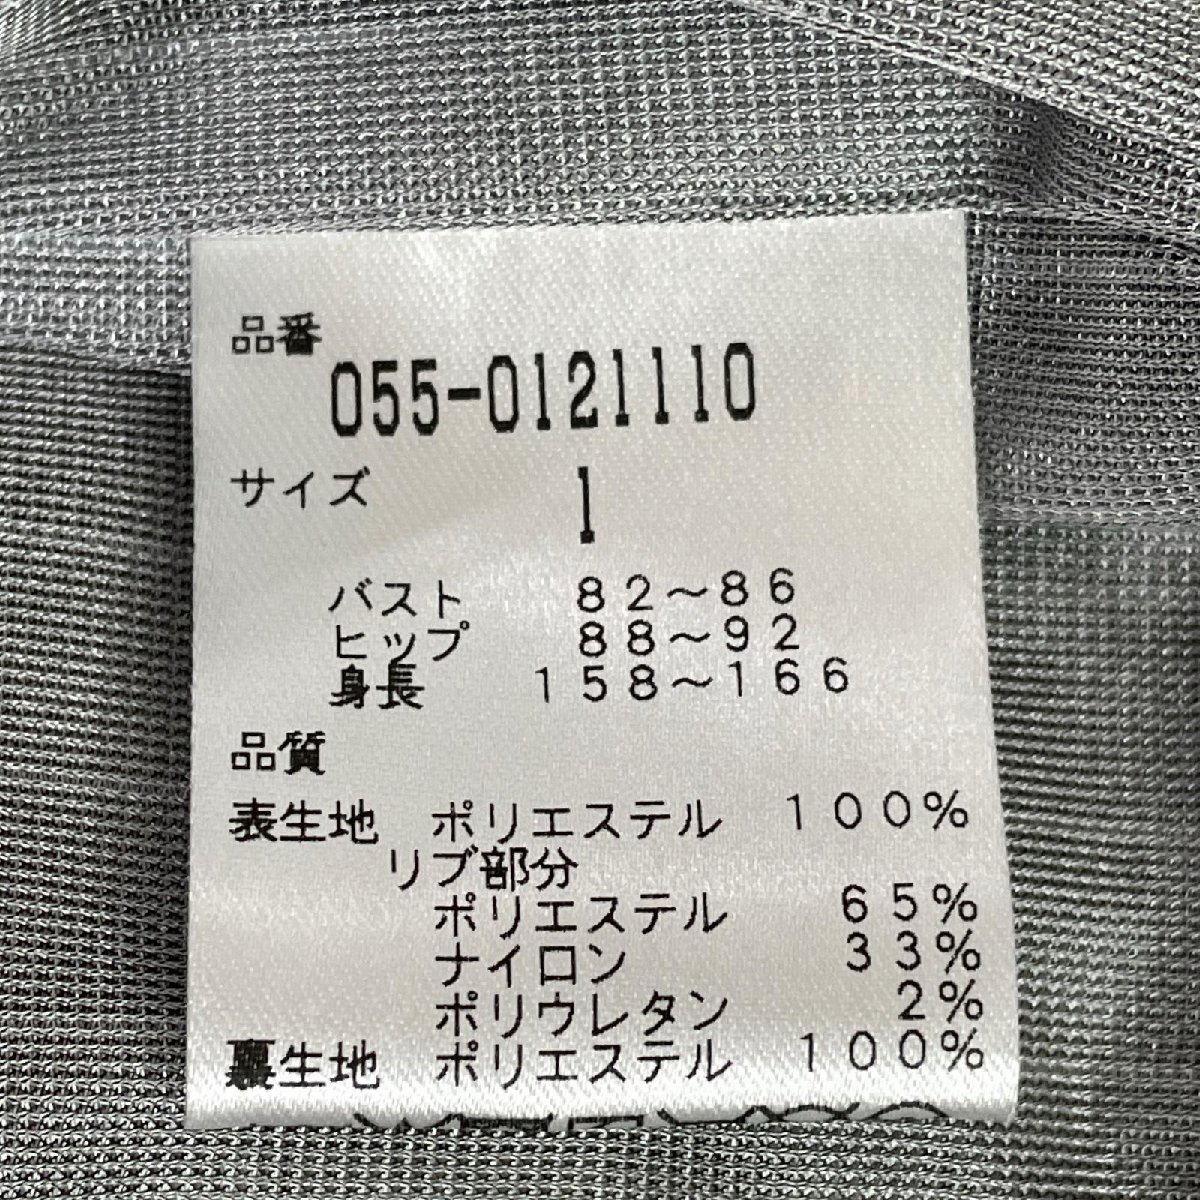 品番
055-0121110
サイズ 1
バスト 82～86
ヒップ 88～92
身長 158～166
品質
表生地 ポリエステル 100%
リブ部分
ポリエステル 65%
ナイロン 33%
ポリウレタン 2%
裏生地 ポリエステル 100%